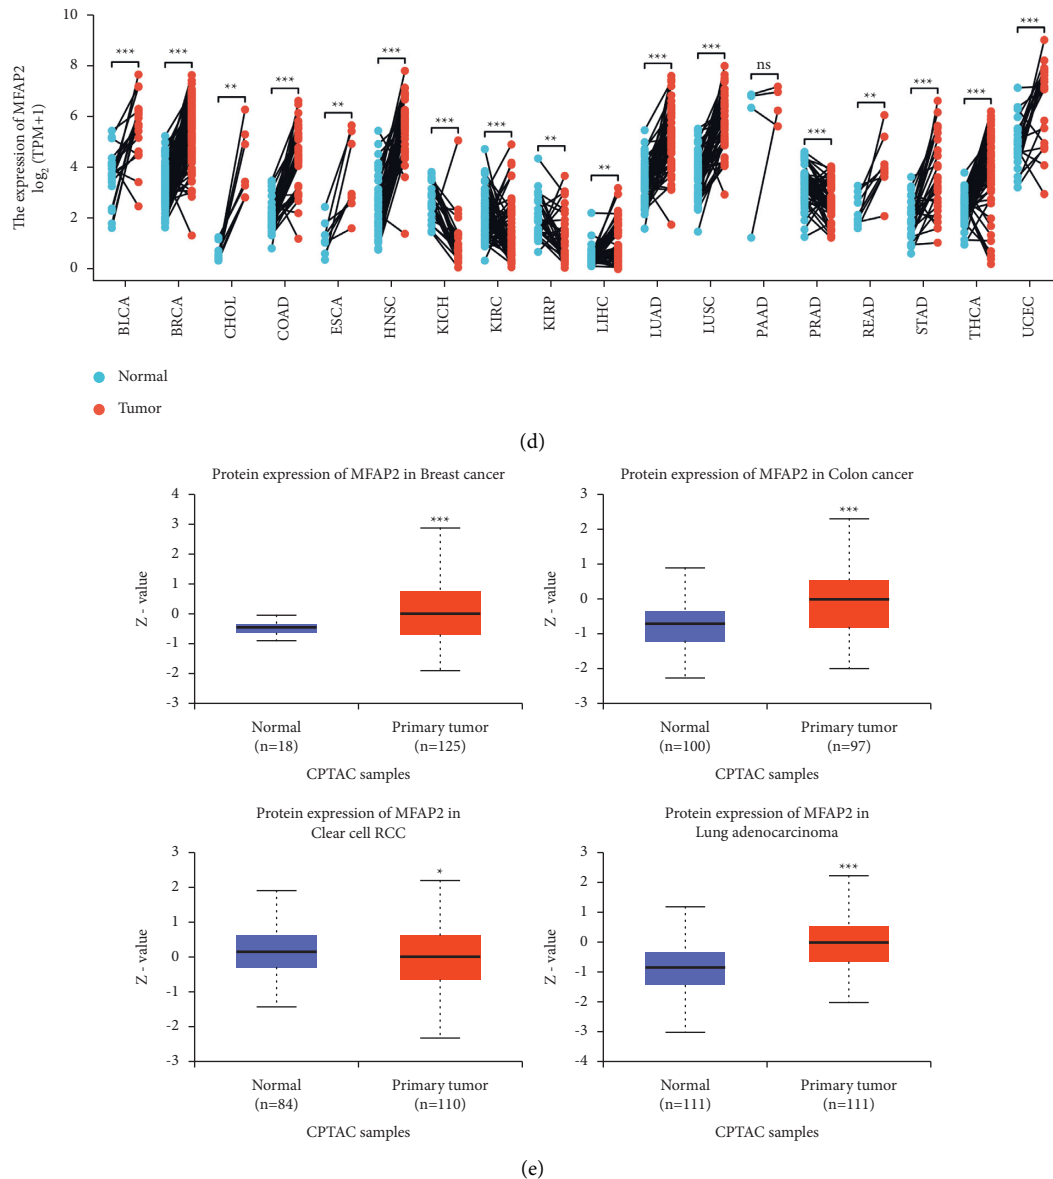 The expression of MFAP2
log2 (TPM+1)
10
8
6
4
2
0
*** *** ** *** ** *** *** *** ** ** *** *** ns *** ** *** *** ***
BLCA BRCA CHOL COAD ESCA HNSC KICH KIRC KIRP LIHC LUAD LUSC PAAD PRAD READ STAD THCA UCEC
Normal
Tumor
(d)
Protein expression of MFAP2 in Breast cancer
Z - value
4
3
2
1
0
-1
-2
-3
***
Normal
(n=18)
Primary tumor
(n=125)
CPTAC samples
Protein expression of MFAP2 in Colon cancer
Z - value
3
2
1
0
-1
-2
-3
***
Normal
(n=100)
Primary tumor
(n=97)
CPTAC samples
Protein expression of MFAP2 in
Clear cell RCC
Z - value
3
2
1
0
-1
-2
-3
*
Normal
(n=84)
Primary tumor
(n=110)
CPTAC samples
Protein expression of MFAP2 in
Lung adenocarcinoma
Z - value
3
2
1
0
-1
-2
-3
-4
***
Normal
(n=111)
Primary tumor
(n=111)
CPTAC samples
(e)